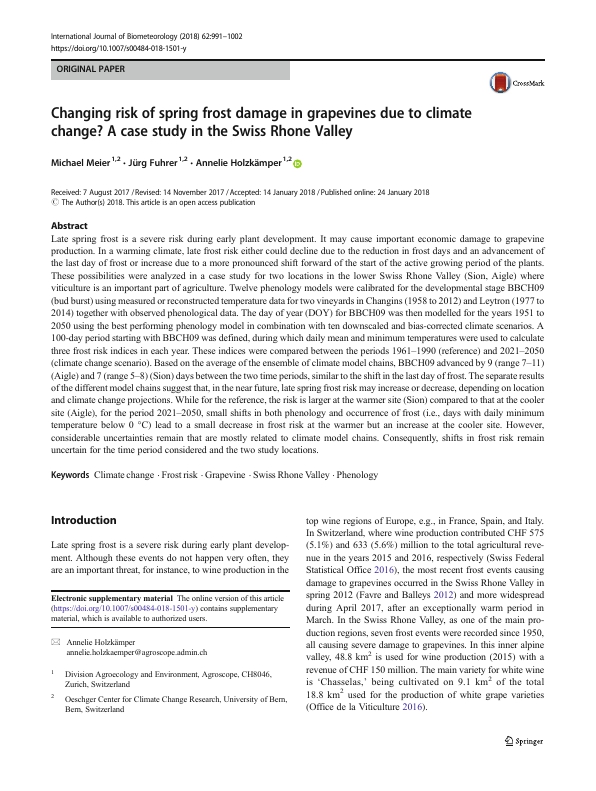 International Journal of Biometeorology (2018) 62:991–1002
https://doi.org/10.1007/s00484-018-1501-y
ORIGINAL PAPER
CrossMark
Changing risk of spring frost damage in grapevines due to climate
change? A case study in the Swiss Rhone Valley
Michael Meier1,2 · Jürg Fuhrer1,2 · Annelie Holzkämper1,2
Received: 7 August 2017 / Revised: 14 November 2017 / Accepted: 14 January 2018 / Published online: 24 January 2018
© The Author(s) 2018. This article is an open access publication
Abstract
Late spring frost is a severe risk during early plant development. It may cause important economic damage to grapevine
production. In a warming climate, late frost risk either could decline due to the reduction in frost days and an advancement of
the last day of frost or increase due to a more pronounced shift forward of the start of the active growing period of the plants.
These possibilities were analyzed in a case study for two locations in the lower Swiss Rhone Valley (Sion, Aigle) where
viticulture is an important part of agriculture. Twelve phenology models were calibrated for the developmental stage BBCH09
(bud burst) using measured or reconstructed temperature data for two vineyards in Changins (1958 to 2012) and Leytron (1977 to
2014) together with observed phenological data. The day of year (DOY) for BBCH09 was then modelled for the years 1951 to
2050 using the best performing phenology model in combination with ten downscaled and bias-corrected climate scenarios. A
100-day period starting with BBCH09 was defined, during which daily mean and minimum temperatures were used to calculate
three frost risk indices in each year. These indices were compared between the periods 1961–1990 (reference) and 2021–2050
(climate change scenario). Based on the average of the ensemble of climate model chains, BBCH09 advanced by 9 (range 7–11)
(Aigle) and 7 (range 5–8) (Sion) days between the two time periods, similar to the shift in the last day of frost. The separate results
of the different model chains suggest that, in the near future, late spring frost risk may increase or decrease, depending on location
and climate change projections. While for the reference, the risk is larger at the warmer site (Sion) compared to that at the cooler
site (Aigle), for the period 2021–2050, small shifts in both phenology and occurrence of frost (i.e., days with daily minimum
temperature below 0 °C) lead to a small decrease in frost risk at the warmer but an increase at the cooler site. However,
considerable uncertainties remain that are mostly related to climate model chains. Consequently, shifts in frost risk remain
uncertain for the time period considered and the two study locations.
Keywords Climate change · Frost risk · Grapevine · Swiss Rhone Valley · Phenology
Introduction
Late spring frost is a severe risk during early plant develop-
ment. Although these events do not happen very often, they
are an important threat, for instance, to wine production in the
Electronic supplementary material The online version of this article
(https://doi.org/10.1007/s00484-018-1501-y) contains supplementary
material, which is available to authorized users.
Annelie Holzkämper
annelie.holzkaemper@agroscope.admin.ch
1 Division Agroecology and Environment, Agroscope, CH8046,
Zurich, Switzerland
2 Oeschger Center for Climate Change Research, University of Bern,
Bern, Switzerland
top wine regions of Europe, e.g., in France, Spain, and Italy.
In Switzerland, where wine production contributed CHF 575
(5.1%) and 633 (5.6%) million to the total agricultural reve-
nue in the years 2015 and 2016, respectively (Swiss Federal
Statistical Office 2016), the most recent frost events causing
damage to grapevines occurred in the Swiss Rhone Valley in
spring 2012 (Favre and Balleys 2012) and more widespread
during April 2017, after an exceptionally warm period in
March. In the Swiss Rhone Valley, as one of the main pro-
duction regions, seven frost events were recorded since 1950,
all causing severe damage to grapevines. In this inner alpine
valley, 48.8 km2 is used for wine production (2015) with a
revenue of CHF 150 million. The main variety for white wine
is ‘Chasselas,’ being cultivated on 9.1 km2 of the total
18.8 km2 used for the production of white grape varieties
(Office de la Viticulture 2016).
Springer